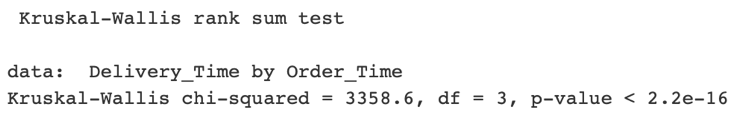 Kruskal-Wallis rank sum test
data:  Delivery_Time by Order_Time
Kruskal-Wallis chi-squared = 3358.6, df = 3, p-value < 2.2e-16